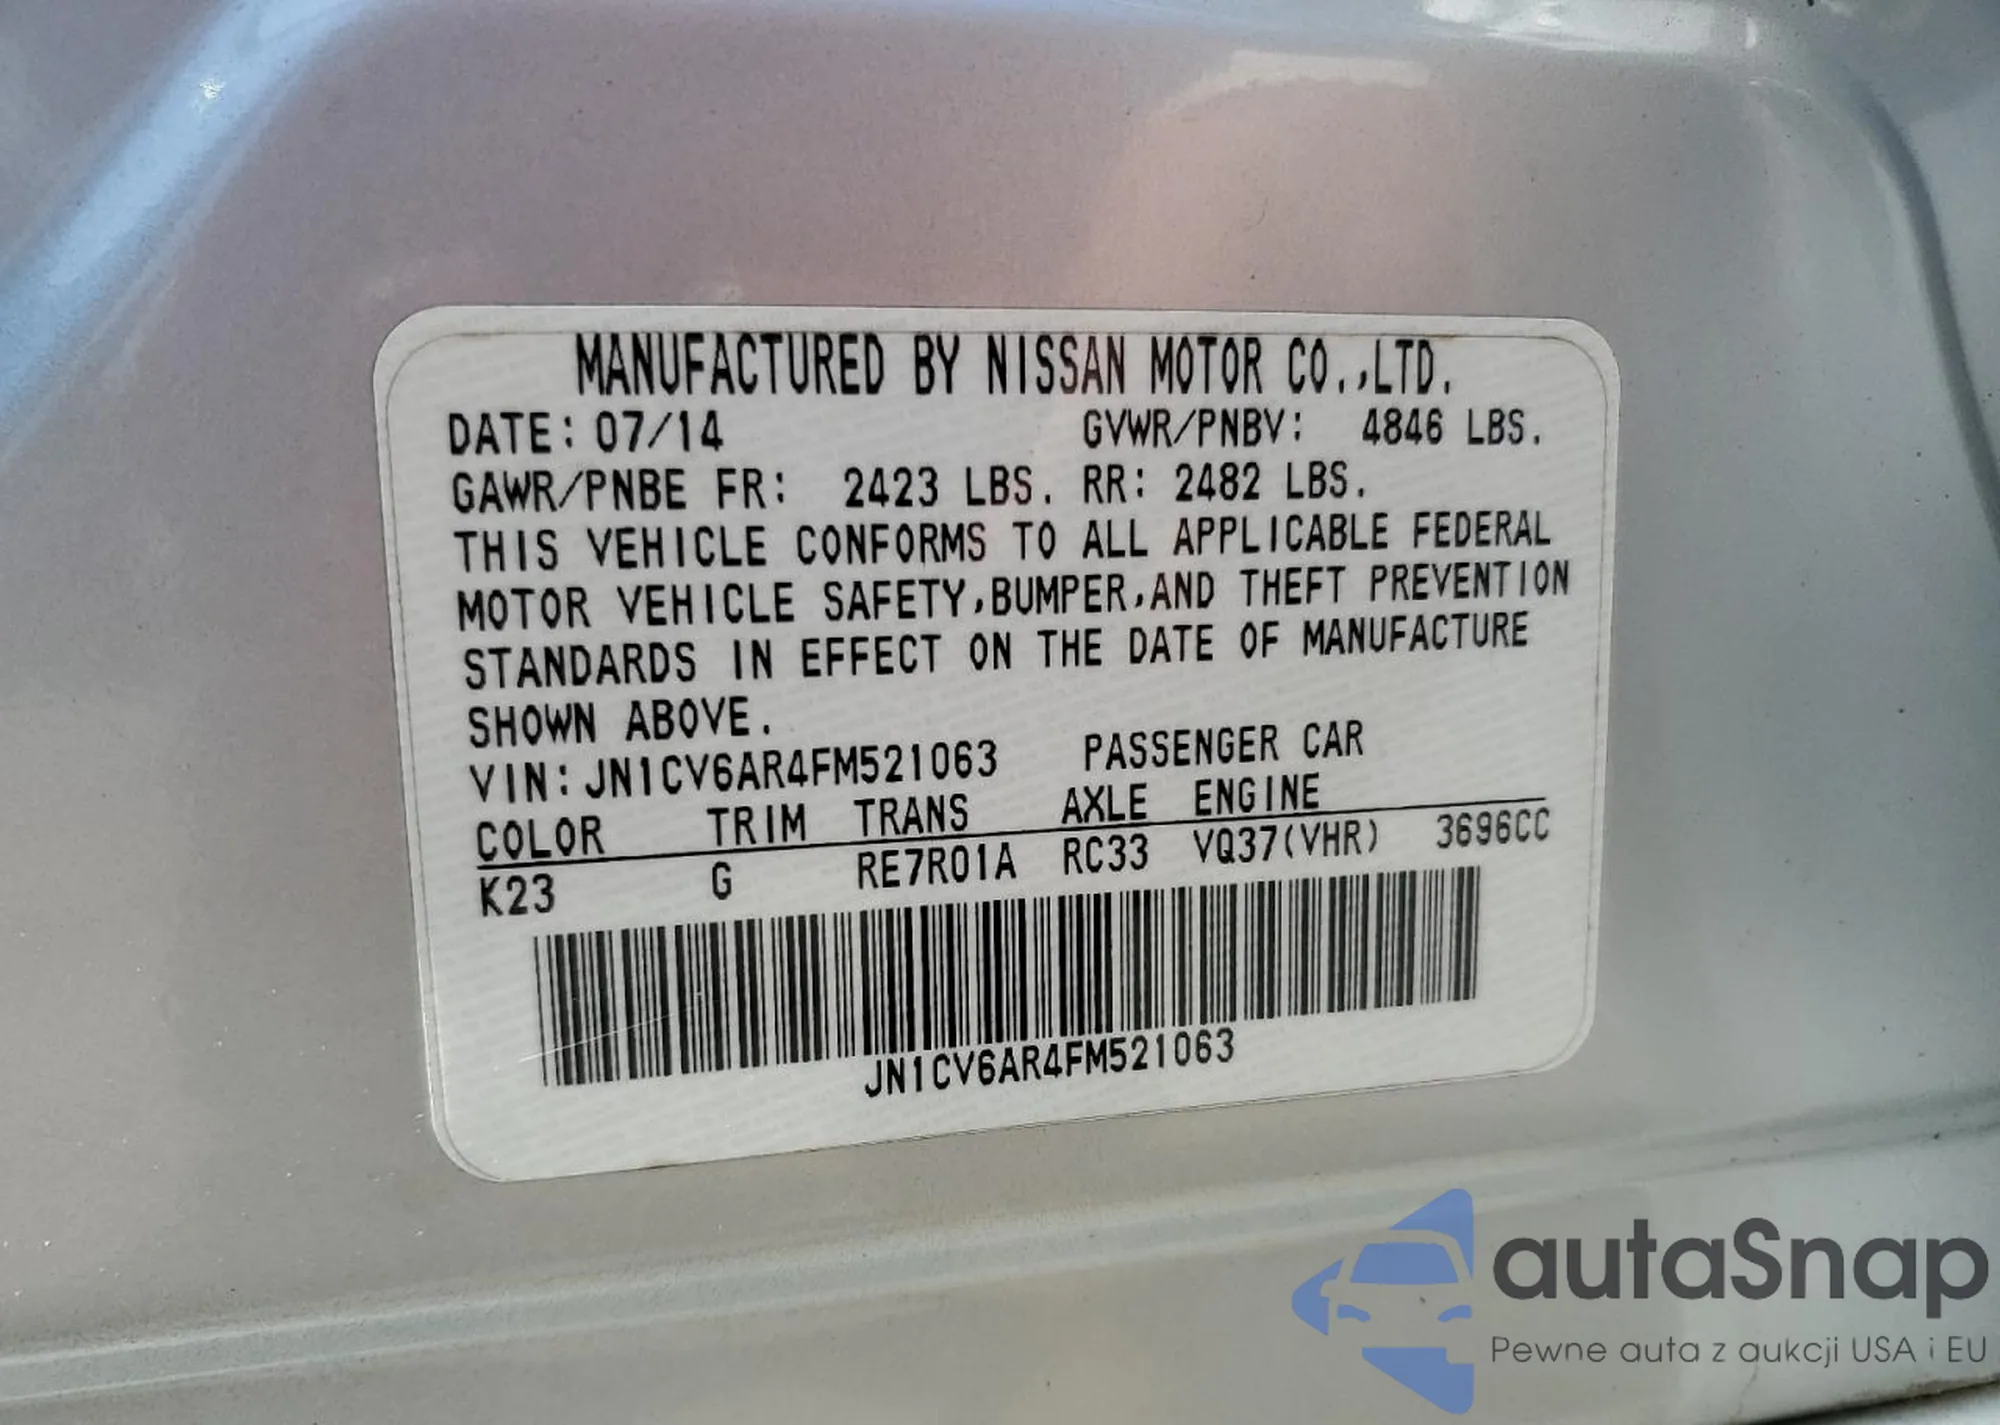 MANUFACTURED BY NISSAN MOTOR CO.,LTD.
DATE: 07/14 GVWR/PNBV: 4846 LBS.
GAWR/PNBE FR: 2423 LBS. RR: 2482 LBS.
THIS VEHICLE CONFORMS TO ALL APPLICABLE FEDERAL
MOTOR VEHICLE SAFETY,BUMPER,AND THEFT PREVENTION
STANDARDS IN EFFECT ON THE DATE OF MANUFACTURE
SHOWN ABOVE.
VIN: JN1CV6AR4FM521063 PASSENGER CAR
COLOR TRIM TRANS AXLE ENGINE
K23 G RE7R01A RC33 VQ37(VHR) 3696CC
JN1CV6AR4FM521063
autaSnap
Pewne auta z aukcji USA i EU